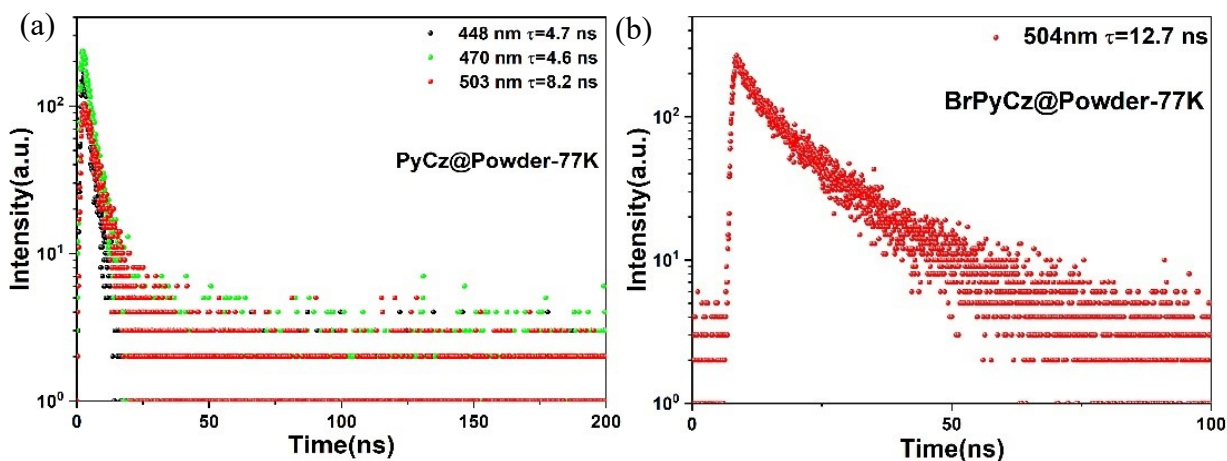 (a)
448 nm τ=4.7 ns
470 nm τ=4.6 ns
503 nm τ=8.2 ns
PyCz@Powder-77K
Intensity(a.u.)
10²
10¹
10⁰
0 50 100 150 200
Time(ns)
(b)
504nm τ=12.7 ns
BrPyCz@Powder-77K
Intensity(a.u.)
10²
10¹
10⁰
50 100
Time(ns)